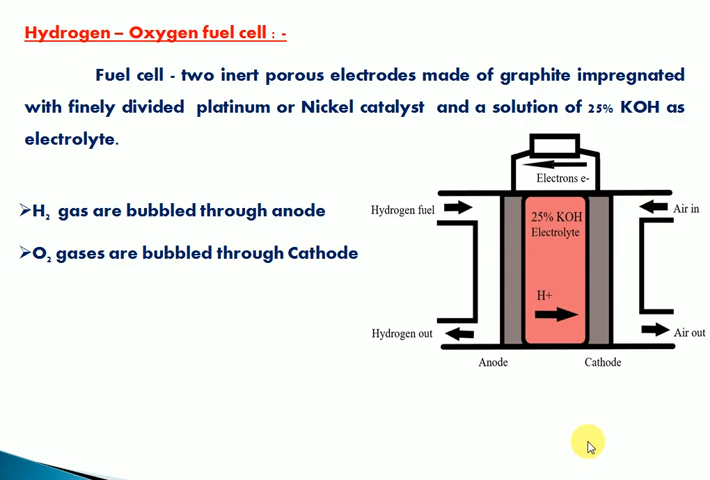 Hydrogen – Oxygen fuel cell : -
Fuel cell - two inert porous electrodes made of graphite impregnated
with finely divided platinum or Nickel catalyst and a solution of 25% KOH as
electrolyte.
➢H₂ gas are bubbled through anode
➢O₂ gases are bubbled through Cathode
Electrons e-
Hydrogen fuel
Air in
25% KOH
Electrolyte
H+
Hydrogen out
Air out
Anode
Cathode